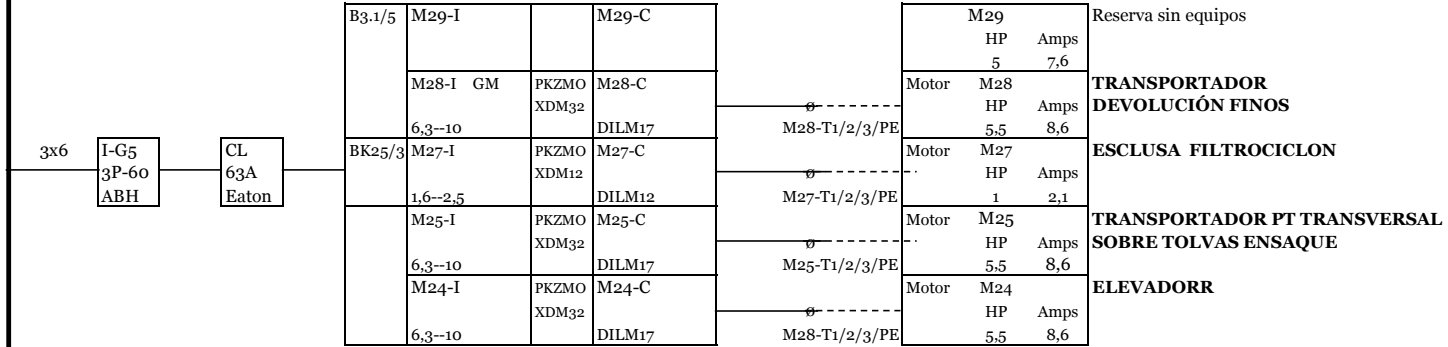 B3.1/5 M29-I M29-C M29 Reserva sin equipos
HP Amps
5 7,6
M28-I GM PKZMO M28-C Motor M28 TRANSPORTADOR
XDM32 ø HP Amps DEVOLUCIÓN FINOS
6,3--10 DILM17 M28-T1/2/3/PE 5,5 8,6
3x6 I-G5 CL BK25/3 M27-I PKZMO M27-C Motor M27 ESCLUSA FILTROCICLON
3P-60 63A XDM12 ø HP Amps
ABH Eaton 1,6--2,5 DILM12 M27-T1/2/3/PE 1 2,1
M25-I PKZMO M25-C Motor M25 TRANSPORTADOR PT TRANSVERSAL
XDM32 ø HP Amps SOBRE TOLVAS ENSAQUE
6,3--10 DILM17 M25-T1/2/3/PE 5,5 8,6
M24-I PKZMO M24-C Motor M24 ELEVADORR
XDM32 ø HP Amps
6,3--10 DILM17 M28-T1/2/3/PE 5,5 8,6